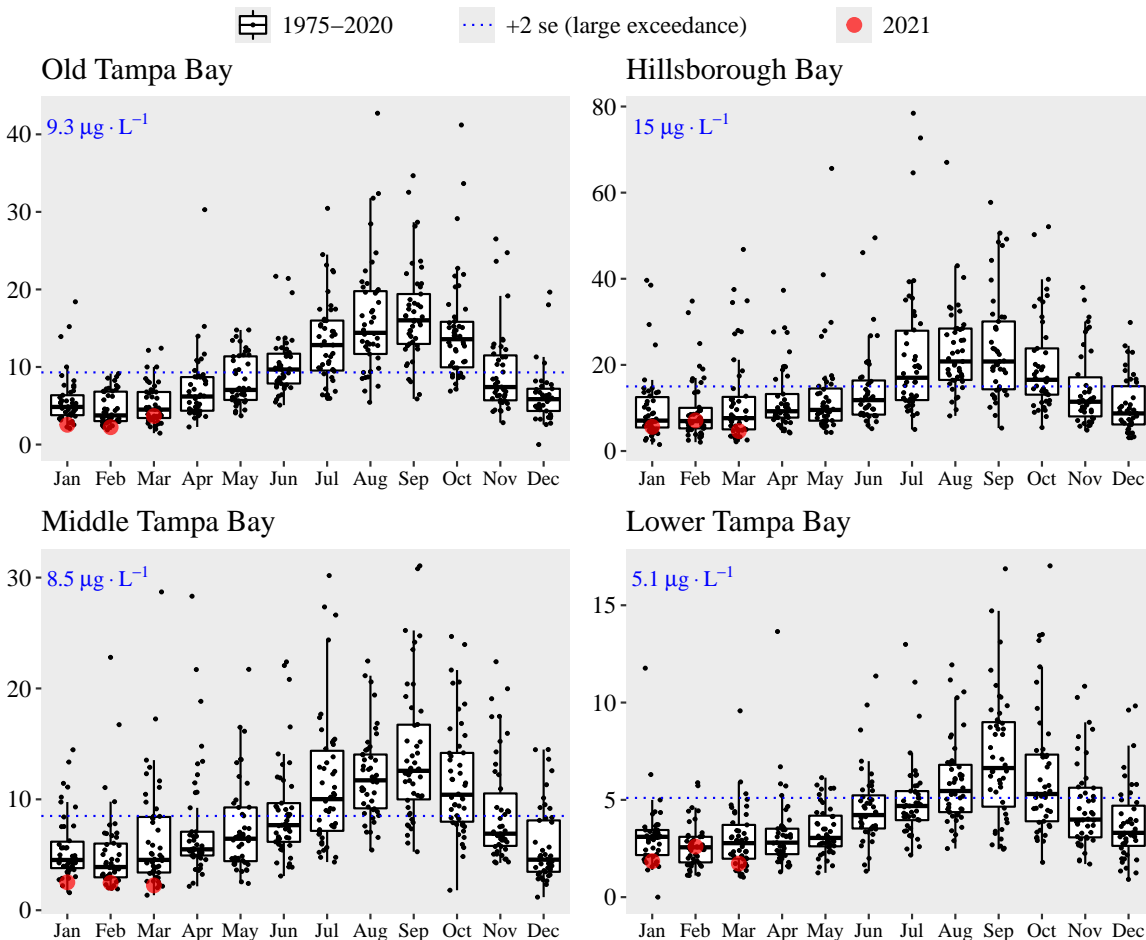 1975–2020 +2 se (large exceedance) 2021
Old Tampa Bay
9.3 μg · L⁻¹
40
30
20
10
0
Jan Feb Mar Apr May Jun Jul Aug Sep Oct Nov Dec
Hillsborough Bay
15 μg · L⁻¹
80
60
40
20
0
Jan Feb Mar Apr May Jun Jul Aug Sep Oct Nov Dec
Middle Tampa Bay
8.5 μg · L⁻¹
30
20
10
0
Jan Feb Mar Apr May Jun Jul Aug Sep Oct Nov Dec
Lower Tampa Bay
5.1 μg · L⁻¹
15
10
5
0
Jan Feb Mar Apr May Jun Jul Aug Sep Oct Nov Dec